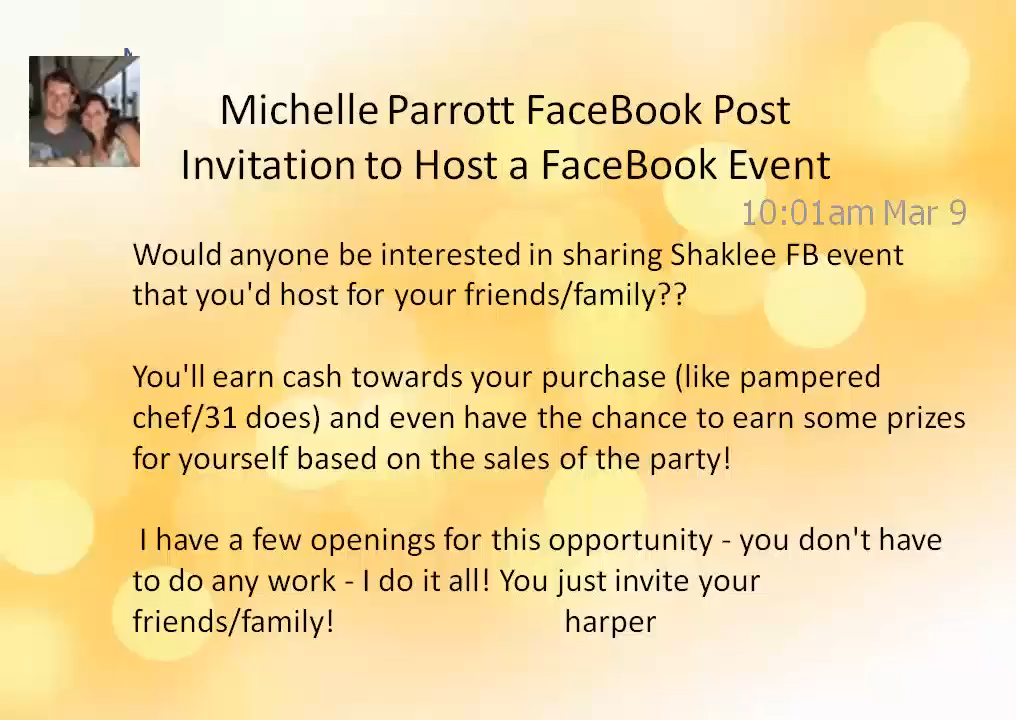 Michelle Parrott FaceBook Post
Invitation to Host a FaceBook Event
10:01am Mar 9
Would anyone be interested in sharing Shaklee FB event
that you'd host for your friends/family??
You'll earn cash towards your purchase (like pampered
chef/31 does) and even have the chance to earn some prizes
for yourself based on the sales of the party!
I have a few openings for this opportunity - you don't have
to do any work - I do it all! You just invite your
friends/family! harper